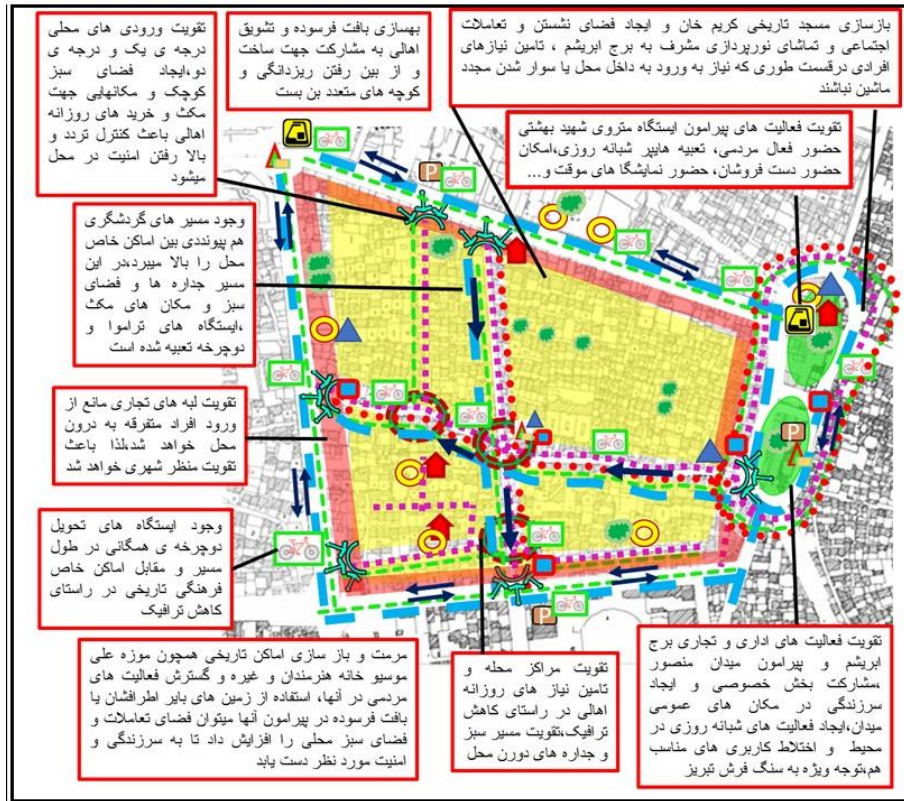 تقویت ورودی های محلی
درجه ی یک و درجه ی
دو،ایجاد فضای سبز
کوچک و مکانهایی جهت
مکث و خرید های روزانه
اهالی باعث کنترل تردد و
بالا رفتن امنیت در محل
میشود
بهسازی بافت فرسوده و تشویق
اهالی به مشارکت جهت ساخت
و از بین رفتن ریزدانگی و
کوچه های متعدد بن بست
بازسازی مسجد تاریخی کریم خان و ایجاد فضای نشستن و تعاملات
اجتماعی و تماشای نورپردازی مشرف به برج ابریشم ، تامین نیازهای
افرادی درقسمت طوری که نیاز به ورود به داخل محل یا سوار شدن مجدد
ماشین نباشند
تقویت فعالیت های پیرامون ایستگاه متروی شهید بهشتی
حضور فعال مردمی، تعبیه هایپر شبانه روزی،امکان
حضور دست فروشان، حضور نمایشگا های موقت و...
وجود مسیر های گردشگری
هم پیونددی بین اماکن خاص
محل را بالا میبرد،در این
مسیر جداره ها و فضای
سبز و مکان های مکث
،ایستگاه های تراموا و
دوچرخه تعبیه شده است
تقویت لبه های تجاری مانع از
ورود افراد متفرقه به درون
محل خواهد شد،لذا باعث
تقویت منظر شهری خواهد شد
وجود ایستگاه های تحویل
دوچرخه ی همگانی در طول
مسیر و مقابل اماکن خاص
فرهنگی تاریخی در راستای
کاهش ترافیک
مرمت و باز سازی اماکن تاریخی همچون موزه علی
موسیو خانه هنرمندان و غیره و گسترش فعالیت های
مردمی در آنها، استفاده از زمین های بایر اطرافشان یا
بافت فرسوده در پیرامون آنها میتوان فضای تعاملات و
فضای سبز محلی را افزایش داد تا به سرزندگی و
امنیت مورد نظر دست یابد
تقویت مراکز محله و
تامین نیاز های روزانه
اهالی در راستای کاهش
ترافیک،تقویت مسیر سبز
و جداره های دورن محل
تقویت فعالیت های اداری و تجاری برج
ابریشم و پیرامون میدان منصور
،مشارکت بخش خصوصی و ایجاد
سرزندگی در مکان های عمومی
میدان،ایجاد فعالیت های شبانه روزی در
محیط و اختلاط کاربری های مناسب
هم،توجه ویژه به سنگ فرش تبریز
P
P
P